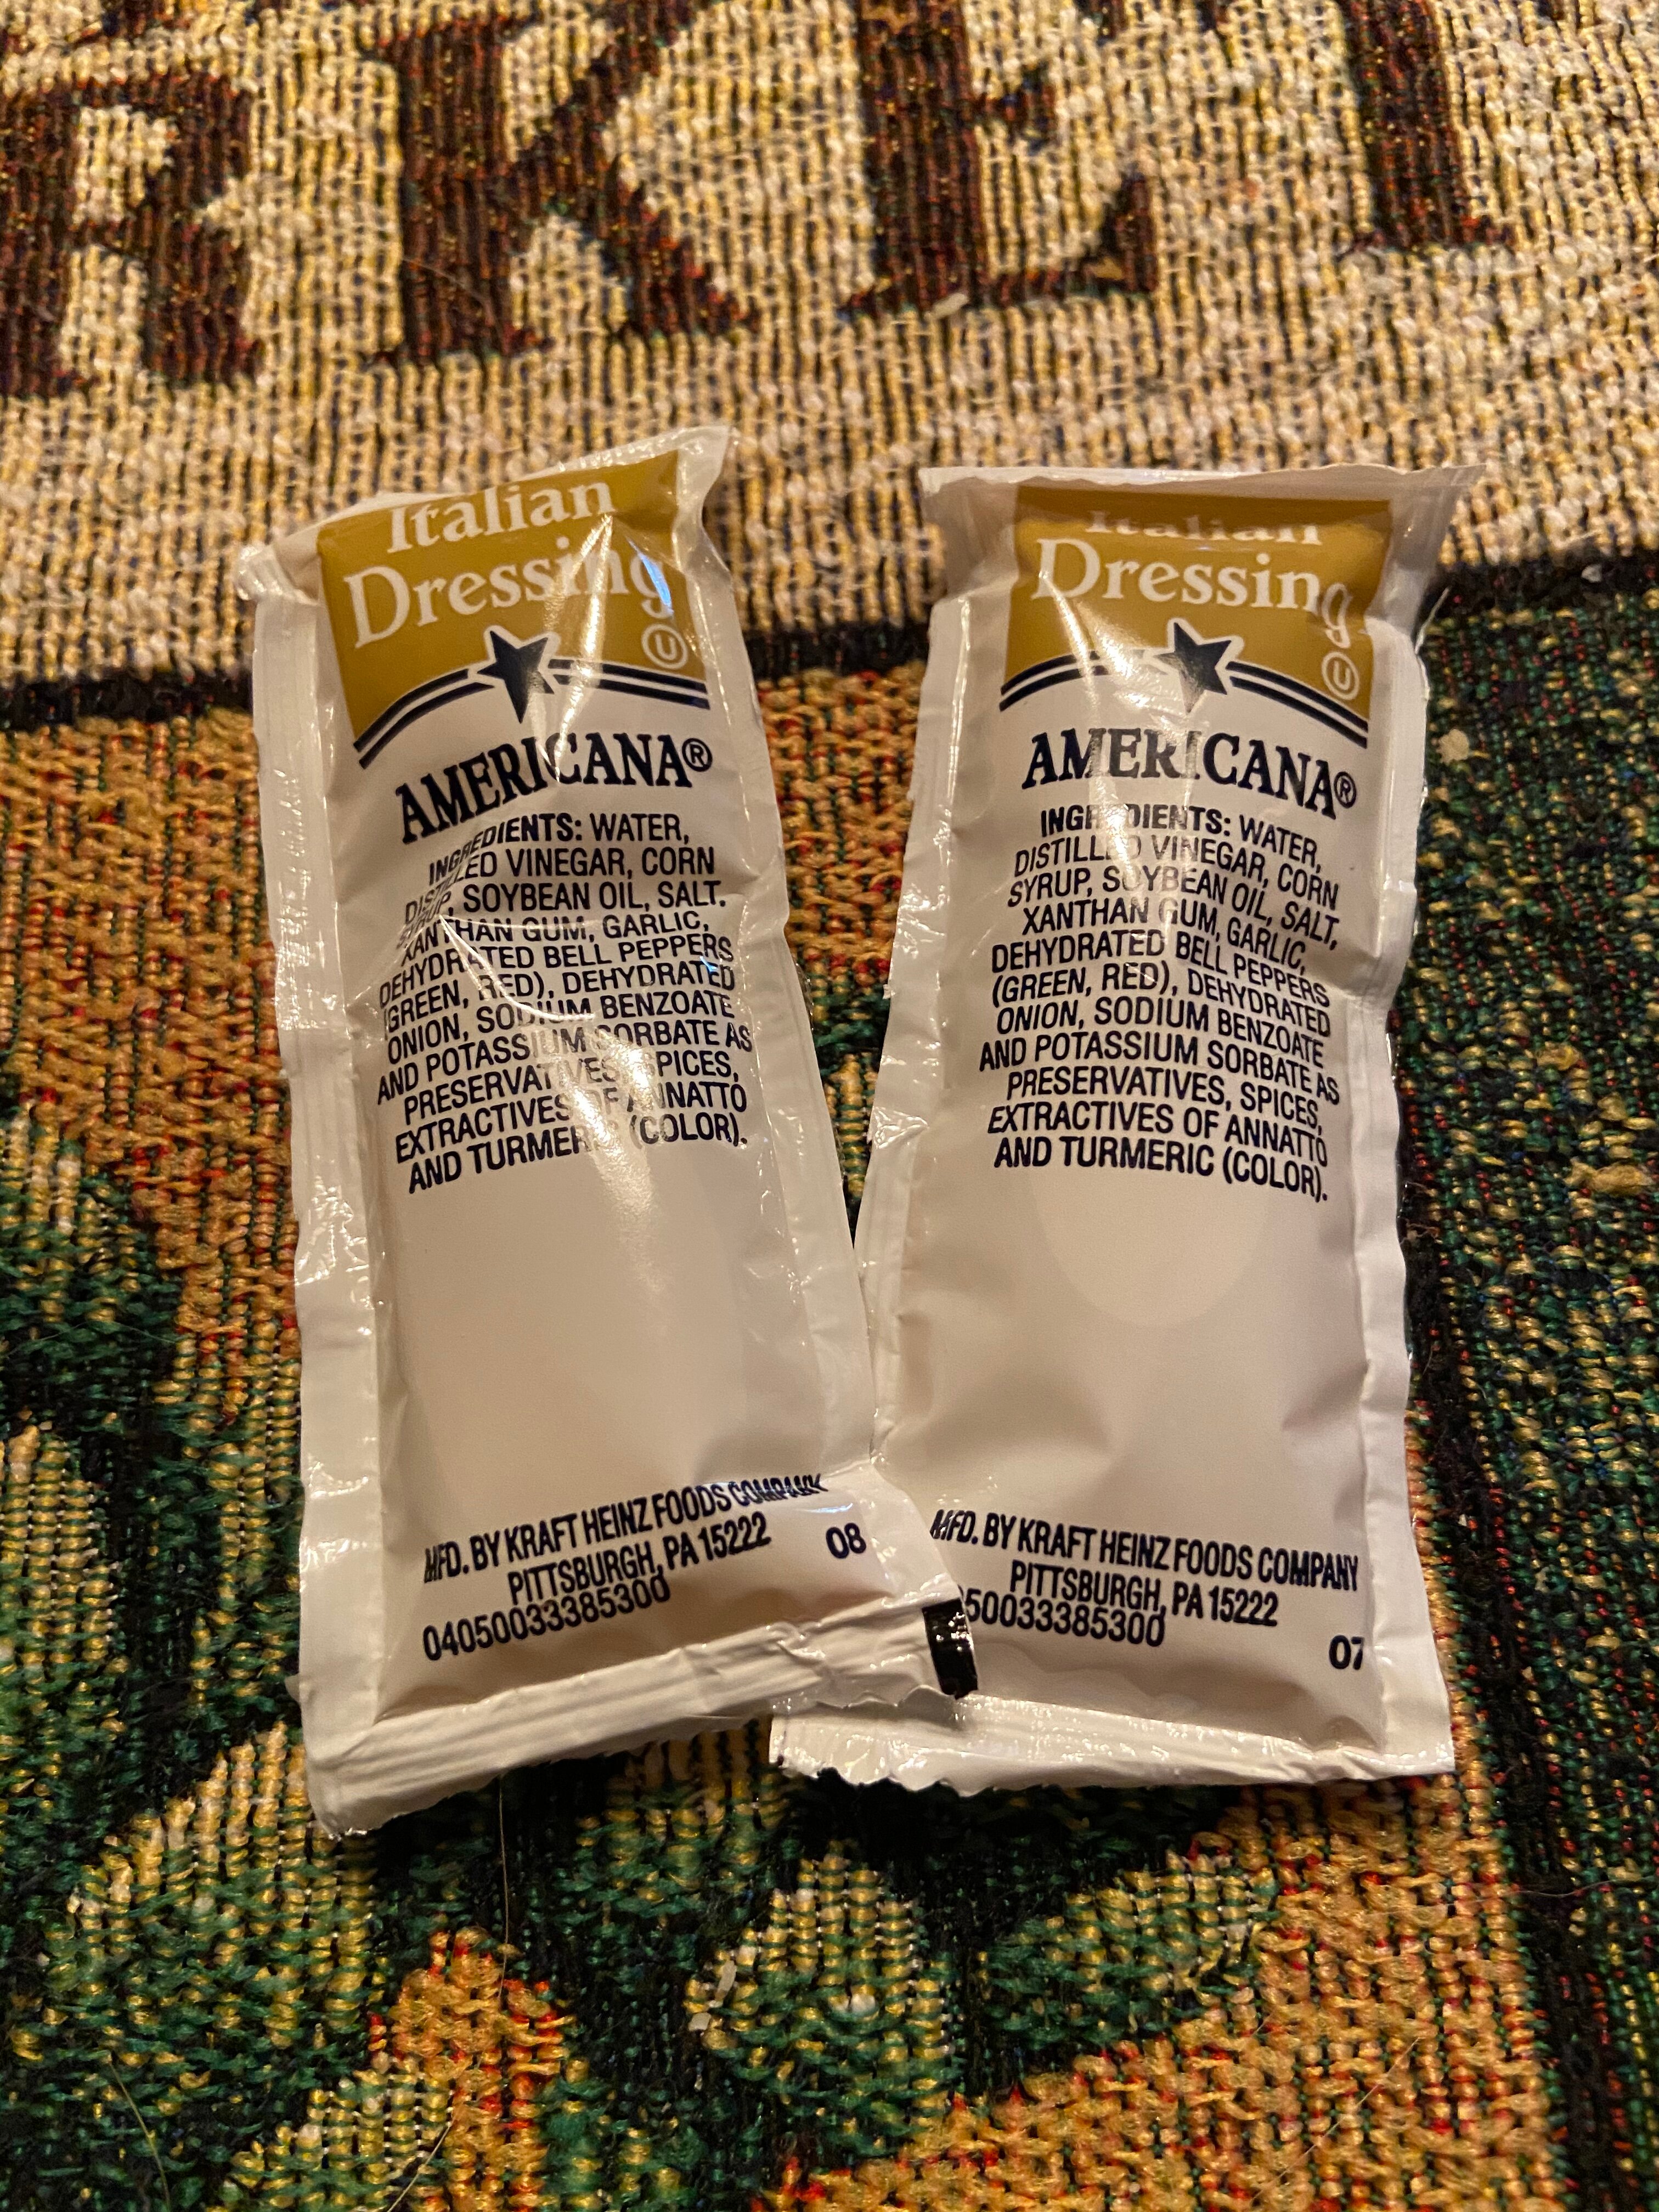 RKE
Italian
Dressing
U
AMERICANA®
INGREDIENTS: WATER,
DISTILLED VINEGAR, CORN
SYRUP, SOYBEAN OIL, SALT,
XANTHAN GUM, GARLIC,
DEHYDRATED BELL PEPPERS
(GREEN, RED), DEHYDRATED
ONION, SODIUM BENZOATE
AND POTASSIUM SORBATE AS
PRESERVATIVES, SPICES,
EXTRACTIVES OF ANNATTO
AND TURMERIC (COLOR).
MFD. BY KRAFT HEINZ FOODS COMPANY
PITTSBURGH, PA 15222
08
04050033385300
Italian
Dressing
U
AMERICANA®
INGREDIENTS: WATER,
DISTILLED VINEGAR, CORN
SYRUP, SOYBEAN OIL, SALT,
XANTHAN GUM, GARLIC,
DEHYDRATED BELL PEPPERS
(GREEN, RED), DEHYDRATED
ONION, SODIUM BENZOATE
AND POTASSIUM SORBATE AS
PRESERVATIVES, SPICES,
EXTRACTIVES OF ANNATTO
AND TURMERIC (COLOR).
MFD. BY KRAFT HEINZ FOODS COMPANY
PITTSBURGH, PA 15222
50033385300
07